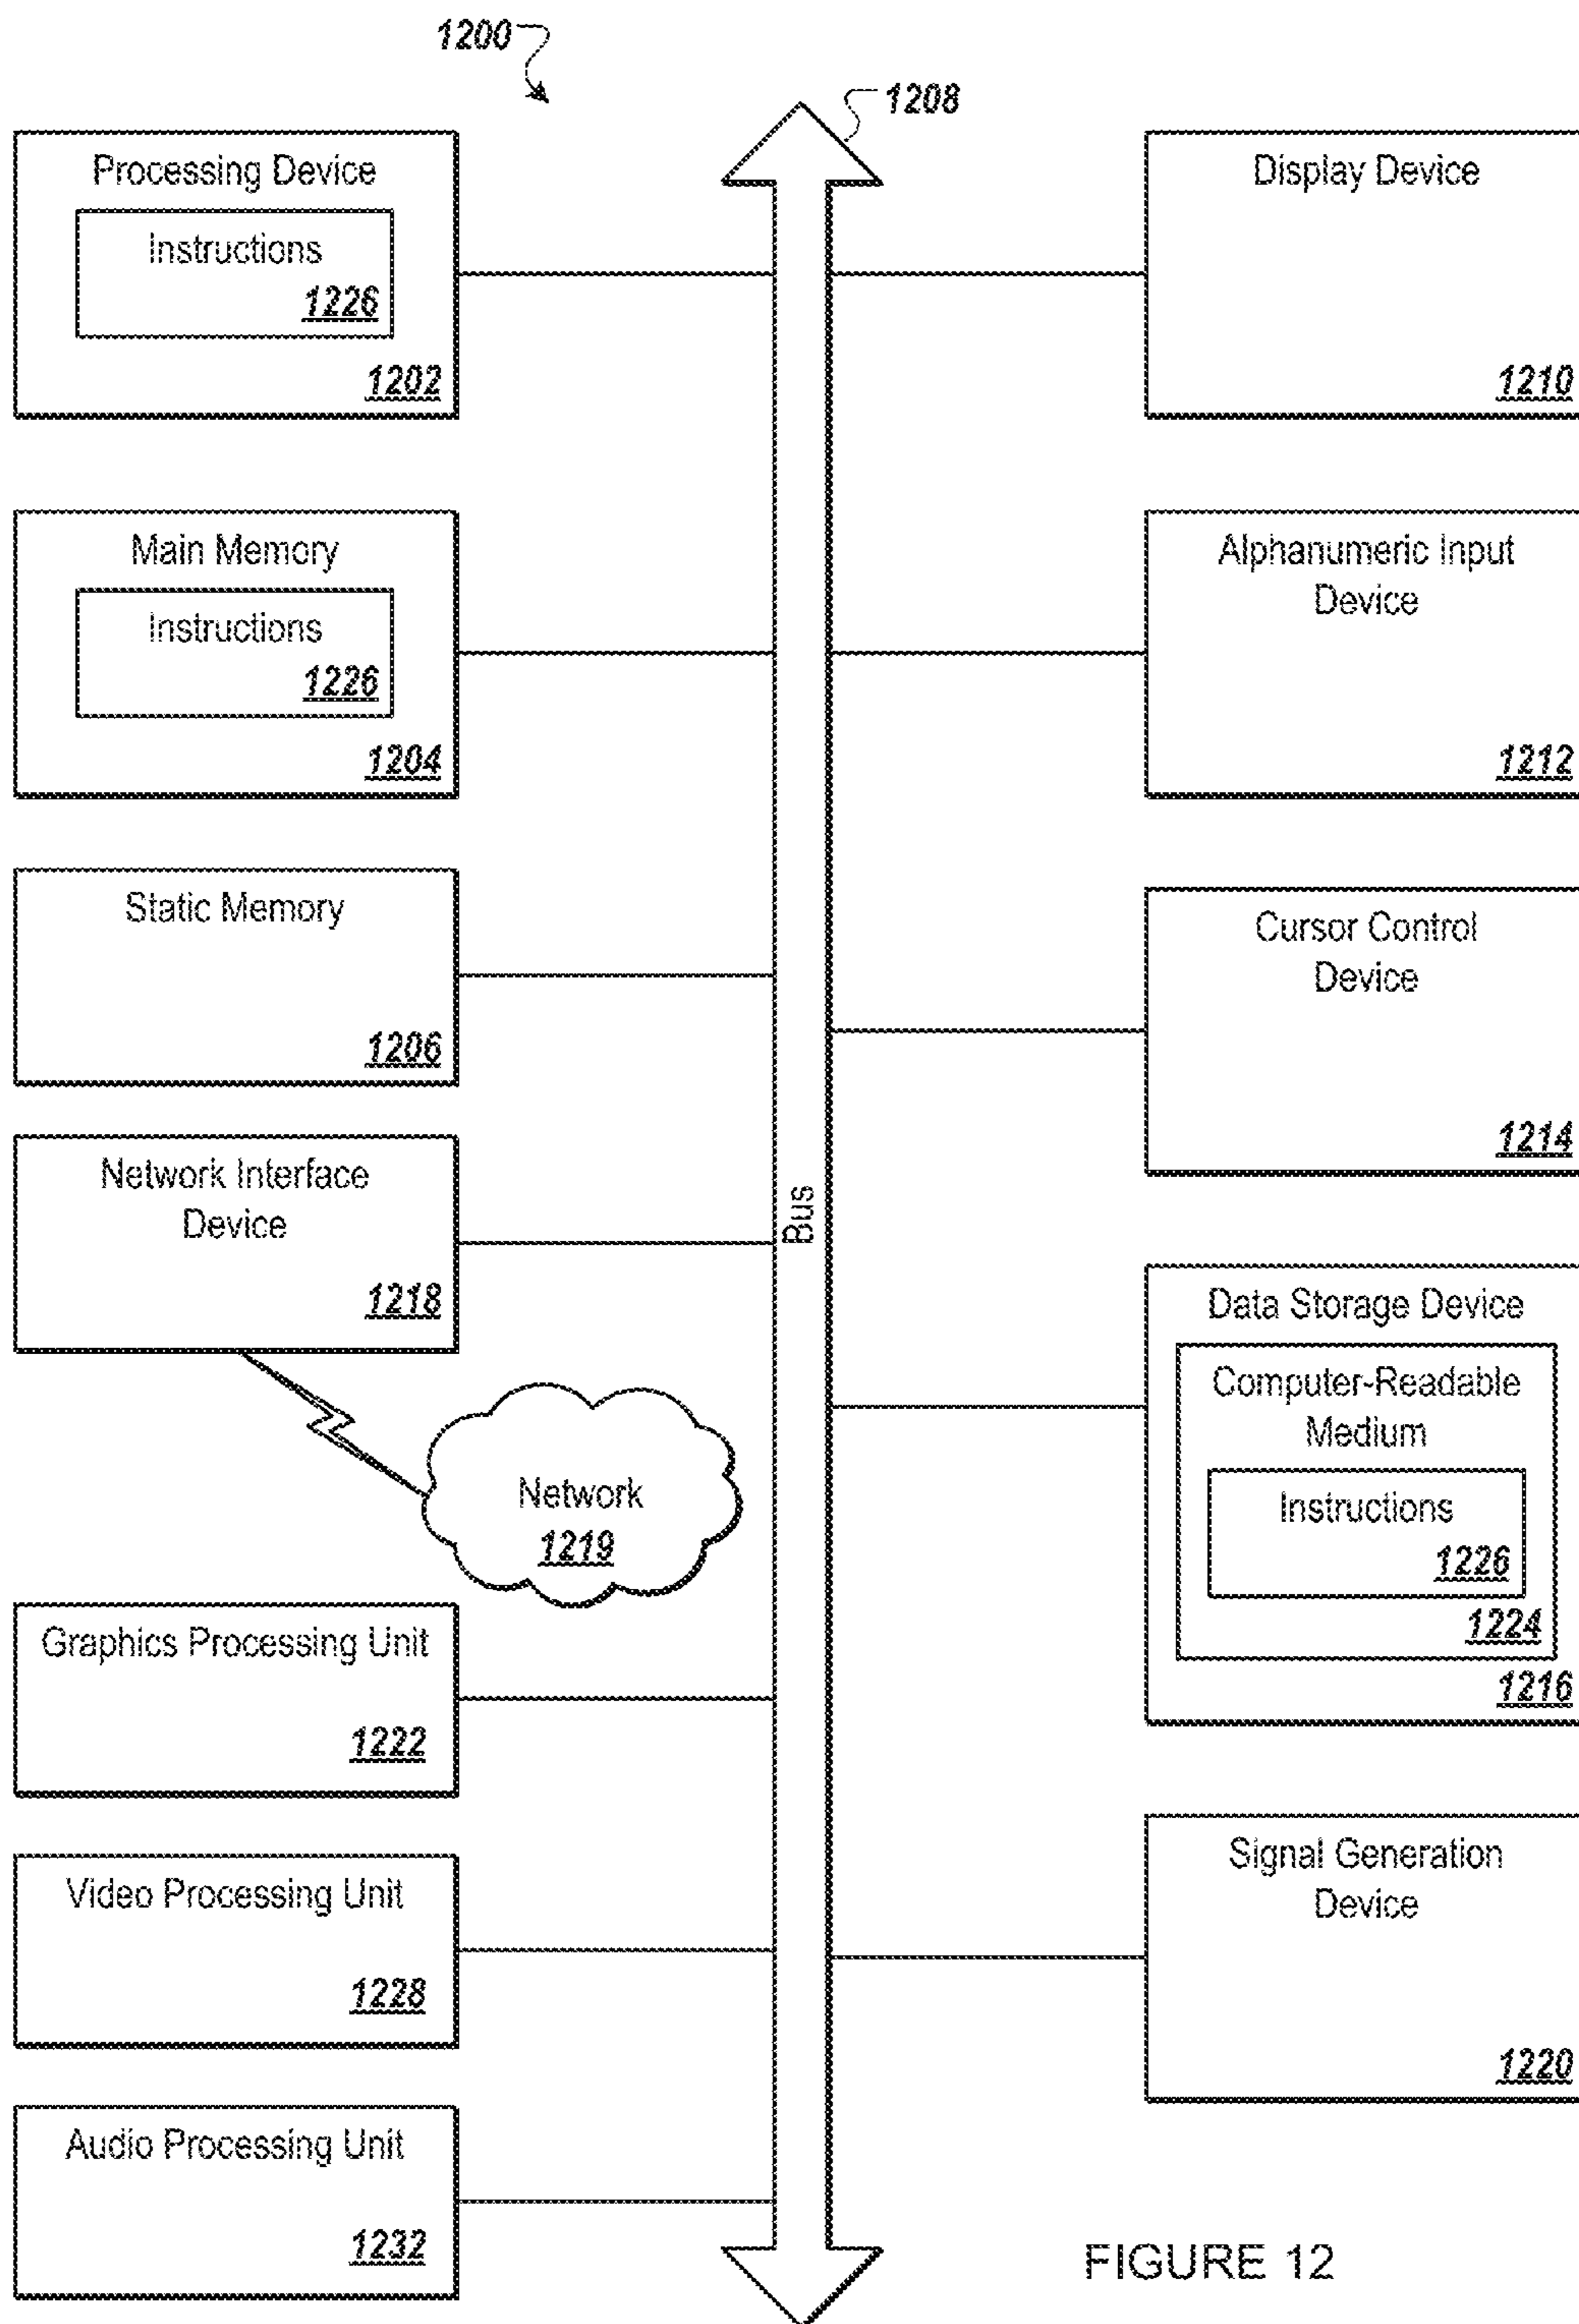 1200
1208
Processing Device
Instructions
1226
1202
Main Memory
Instructions
1226
1204
Static Memory
1206
Network Interface
Device
1218
Network
1219
Graphics Processing Unit
1222
Video Processing Unit
1228
Audio Processing Unit
1232
Bus
Display Device
1210
Alphanumeric Input
Device
1212
Cursor Control
Device
1214
Data Storage Device
Computer-Readable
Medium
Instructions
1226
1224
1216
Signal Generation
Device
1220
FIGURE 12